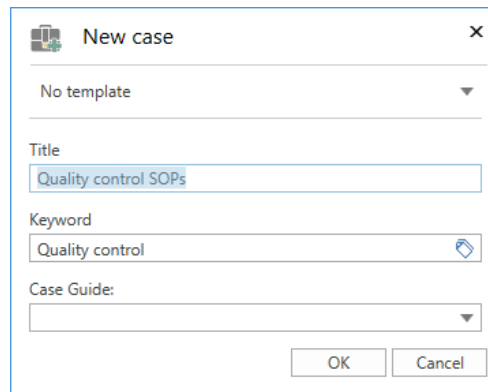 New case
No template
Title
Quality control SOPs
Keyword
Quality control
Case Guide:
OK Cancel